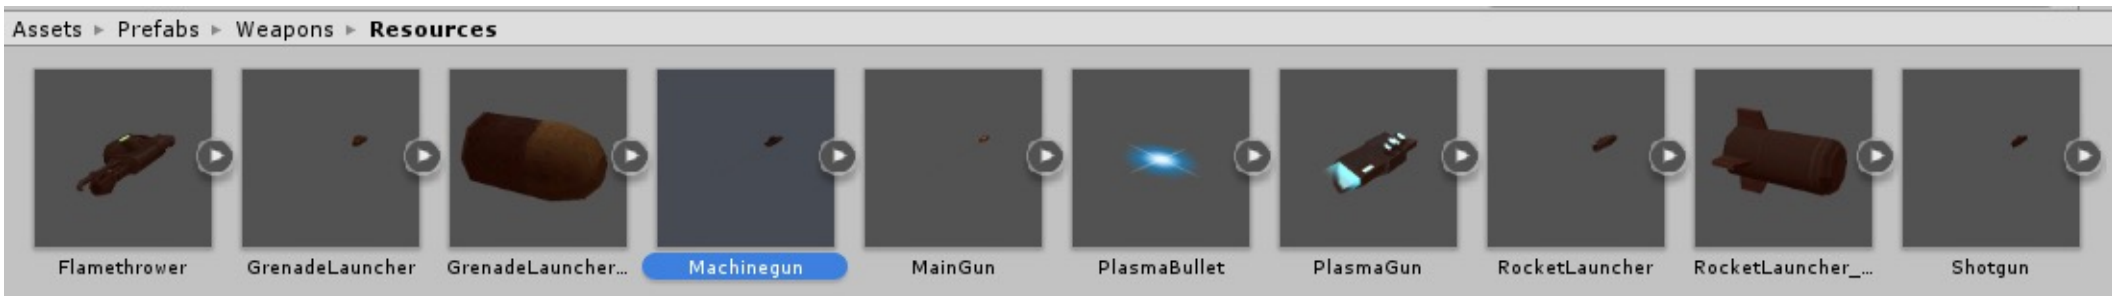 Assets ▸ Prefabs ▸ Weapons ▸ Resources
Flamethrower GrenadeLauncher GrenadeLauncher… Machinegun MainGun PlasmaBullet PlasmaGun RocketLauncher RocketLauncher_… Shotgun